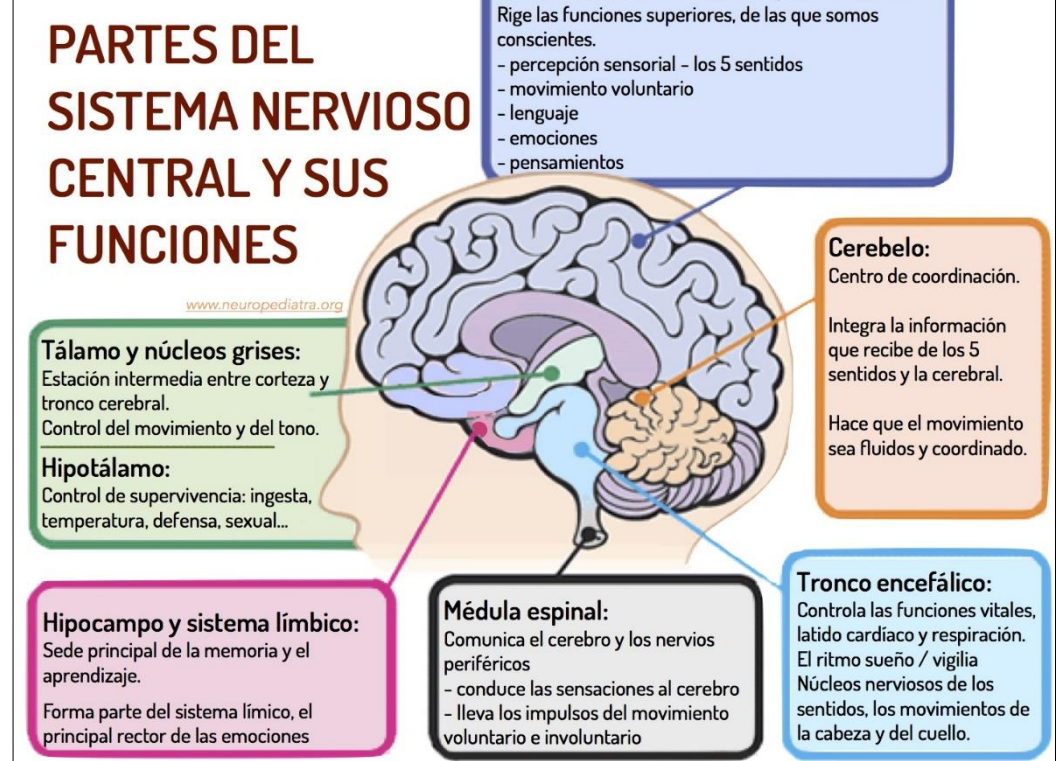 PARTES DEL
SISTEMA NERVIOSO
CENTRAL Y SUS
FUNCIONES
www.neuropediatra.org
Rige las funciones superiores, de las que somos
conscientes.
- percepción sensorial - los 5 sentidos
- movimiento voluntario
- lenguaje
- emociones
- pensamientos
Cerebelo:
Centro de coordinación.
Integra la información
que recibe de los 5
sentidos y la cerebral.
Hace que el movimiento
sea fluidos y coordinado.
Tálamo y núcleos grises:
Estación intermedia entre corteza y
tronco cerebral.
Control del movimiento y del tono.
Hipotálamo:
Control de supervivencia: ingesta,
temperatura, defensa, sexual...
Hipocampo y sistema límbico:
Sede principal de la memoria y el
aprendizaje.
Forma parte del sistema límico, el
principal rector de las emociones
Médula espinal:
Comunica el cerebro y los nervios
periféricos
- conduce las sensaciones al cerebro
- lleva los impulsos del movimiento
voluntario e involuntario
Tronco encefálico:
Controla las funciones vitales,
latido cardíaco y respiración.
El ritmo sueño / vigilia
Núcleos nerviosos de los
sentidos, los movimientos de
la cabeza y del cuello.